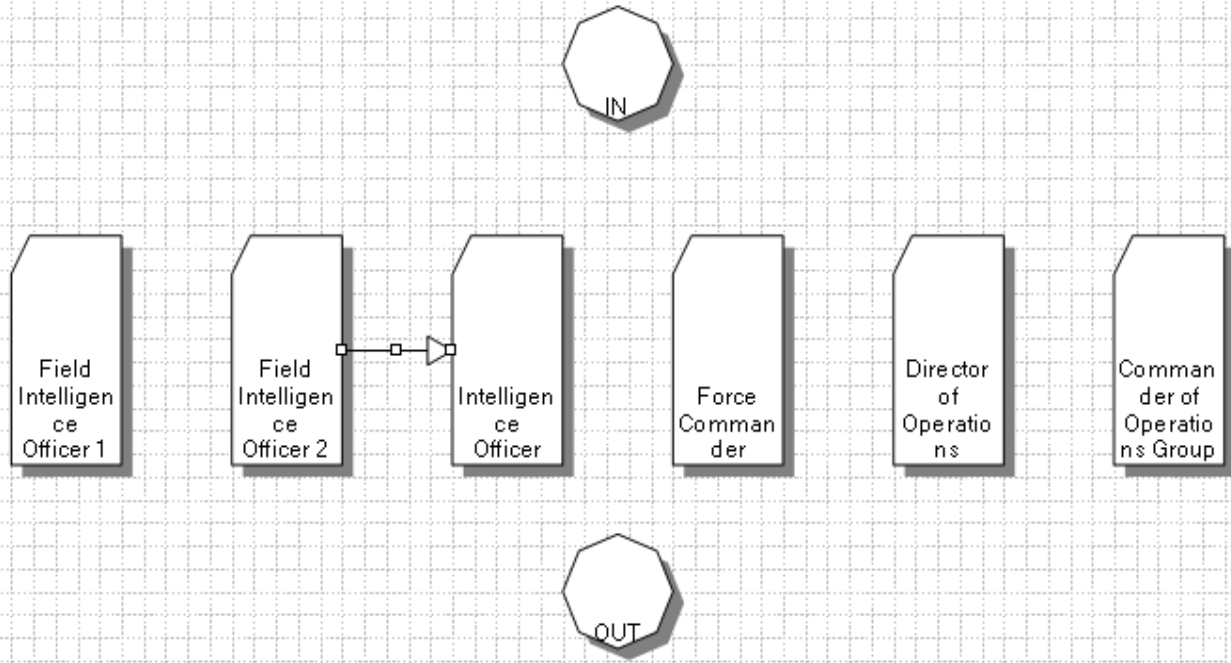 IN
Field
Intelligen
ce
Officer 1
Field
Intelligen
ce
Officer 2
Intelligen
ce
Officer
Force
Comman
der
Director
of
Operatio
ns
Comman
der of
Operatio
ns Group
OUT